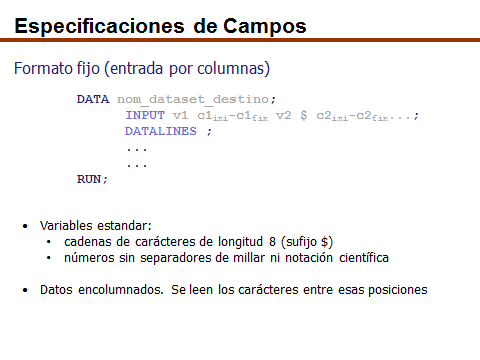 Especificaciones de Campos
Formato fijo (entrada por columnas)
DATA nom_dataset_destino;
INPUT v1 c1ini-c1fin v2 $ c2ini-c2fin...;
DATALINES ;
...
...
RUN;
• Variables estandar:
• cadenas de carácteres de longitud 8 (sufijo $)
• números sin separadores de millar ni notación científica
• Datos encolumnados. Se leen los carácteres entre esas posiciones